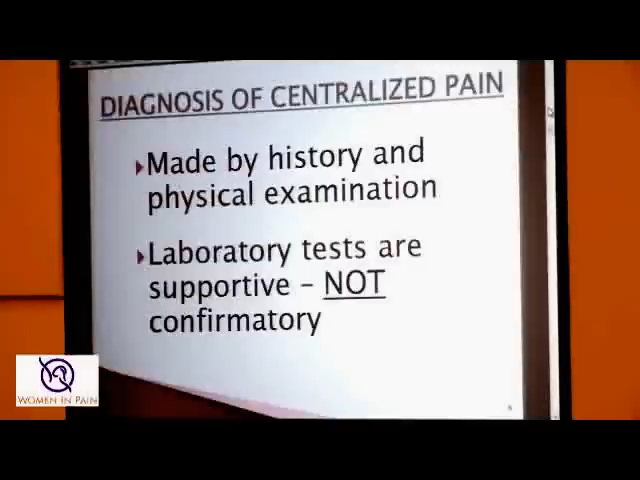 DIAGNOSIS OF CENTRALIZED PAIN
Made by history and
physical examination
Laboratory tests are
supportive – NOT
confirmatory
WOMEN IN PAIN